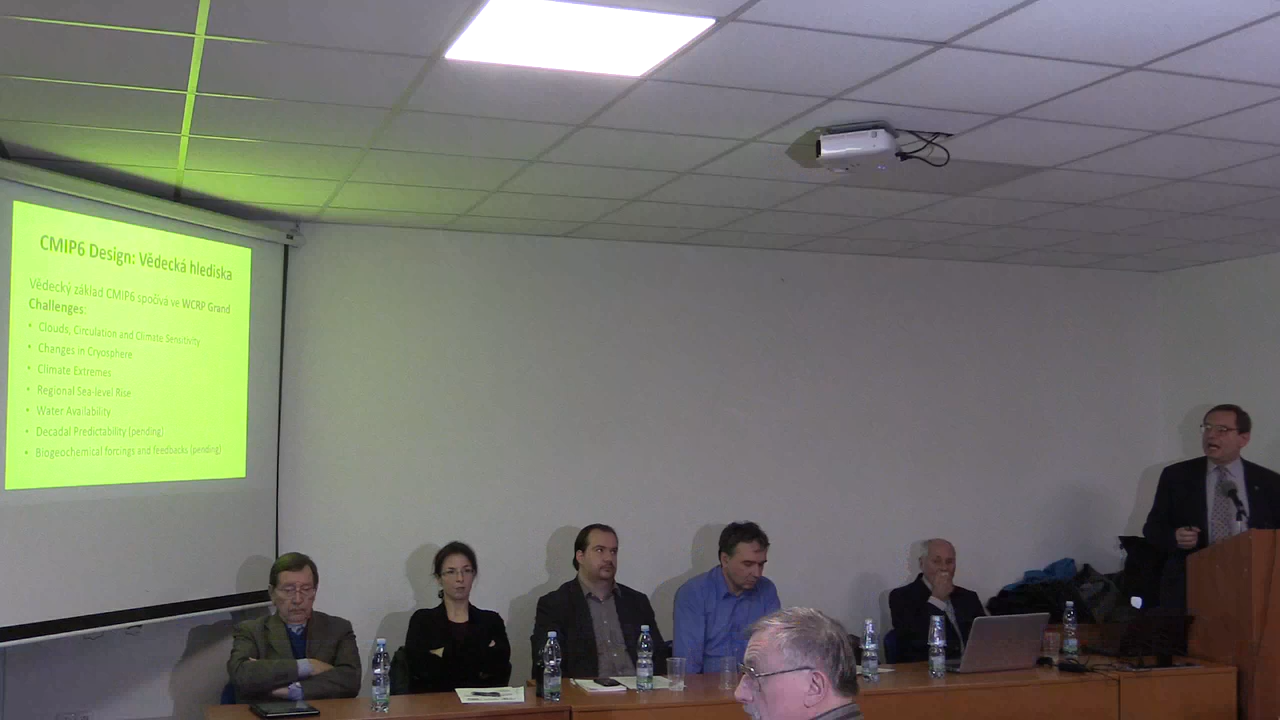 CMIP6 Design: Vědecká hlediska
Vědecký základ CMIP6 spočívá ve WCRP Grand
Challenges:
• Clouds, Circulation and Climate Sensitivity
• Changes in Cryosphere
• Climate Extremes
• Regional Sea-level Rise
• Water Availability
• Decadal Predictability (pending)
• Biogeochemical forcings and feedbacks (pending)